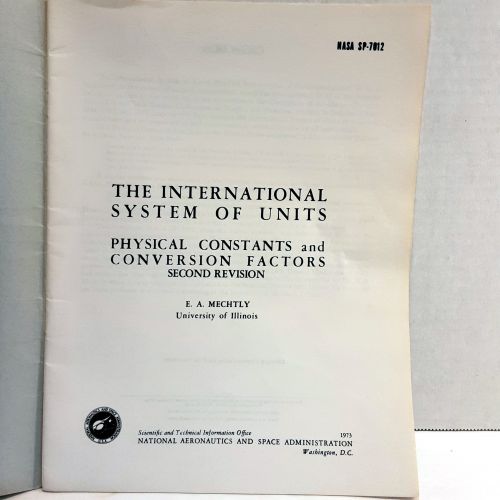 NASA SP-7012
THE INTERNATIONAL
SYSTEM OF UNITS
PHYSICAL CONSTANTS and
CONVERSION FACTORS
SECOND REVISION
E. A. MECHTLY
University of Illinois
Scientific and Technical Information Office
1973
NATIONAL AERONAUTICS AND SPACE ADMINISTRATION
Washington, D.C.